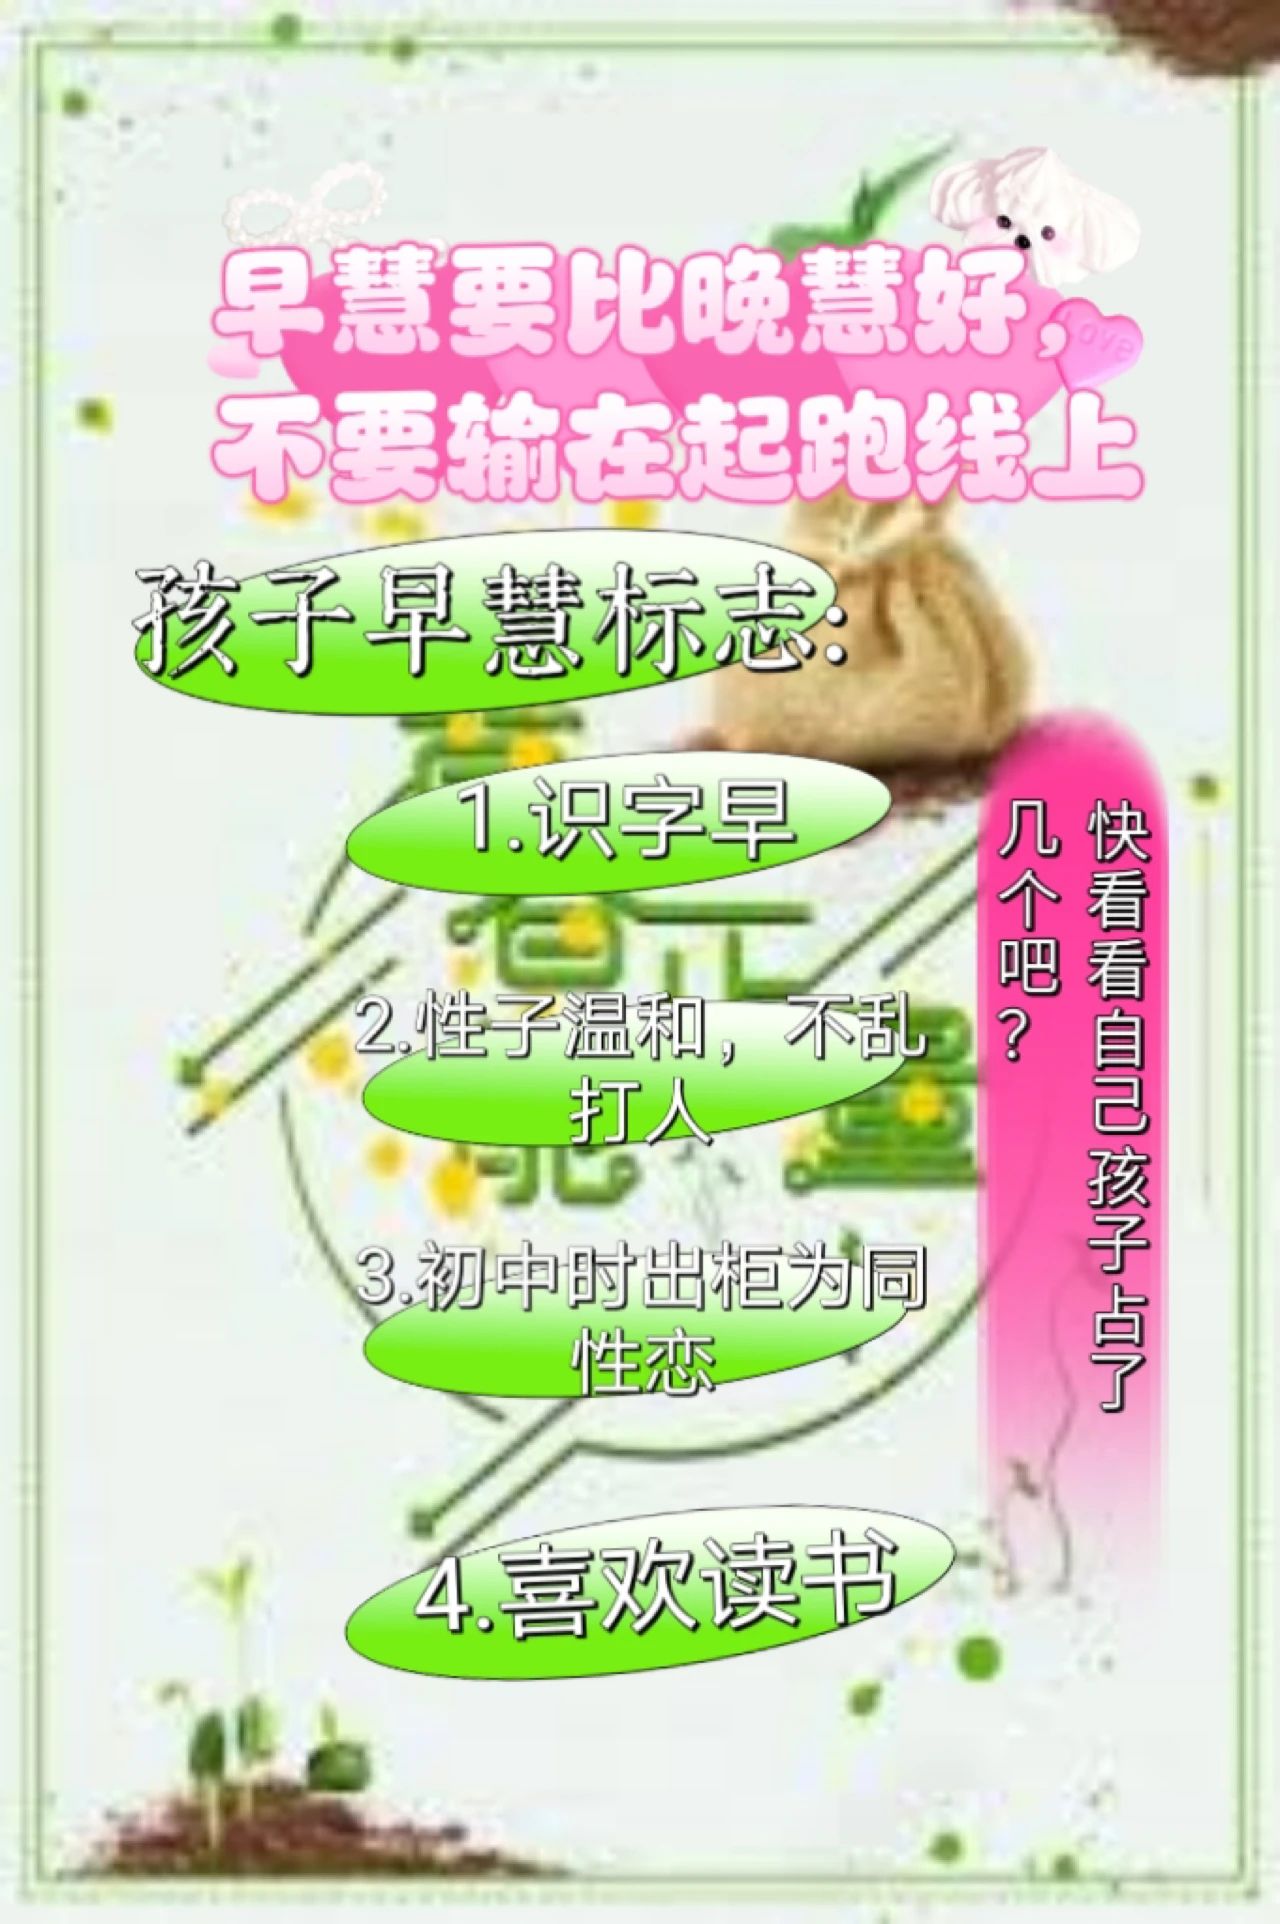 早慧要比晚慧好，
不要输在起跑线上
Love
孩子早慧标志:
1.识字早
2.性子温和，不乱
打人
3.初中时出柜为同
性恋
4.喜欢读书
快看看自己孩子占了
几个吧？